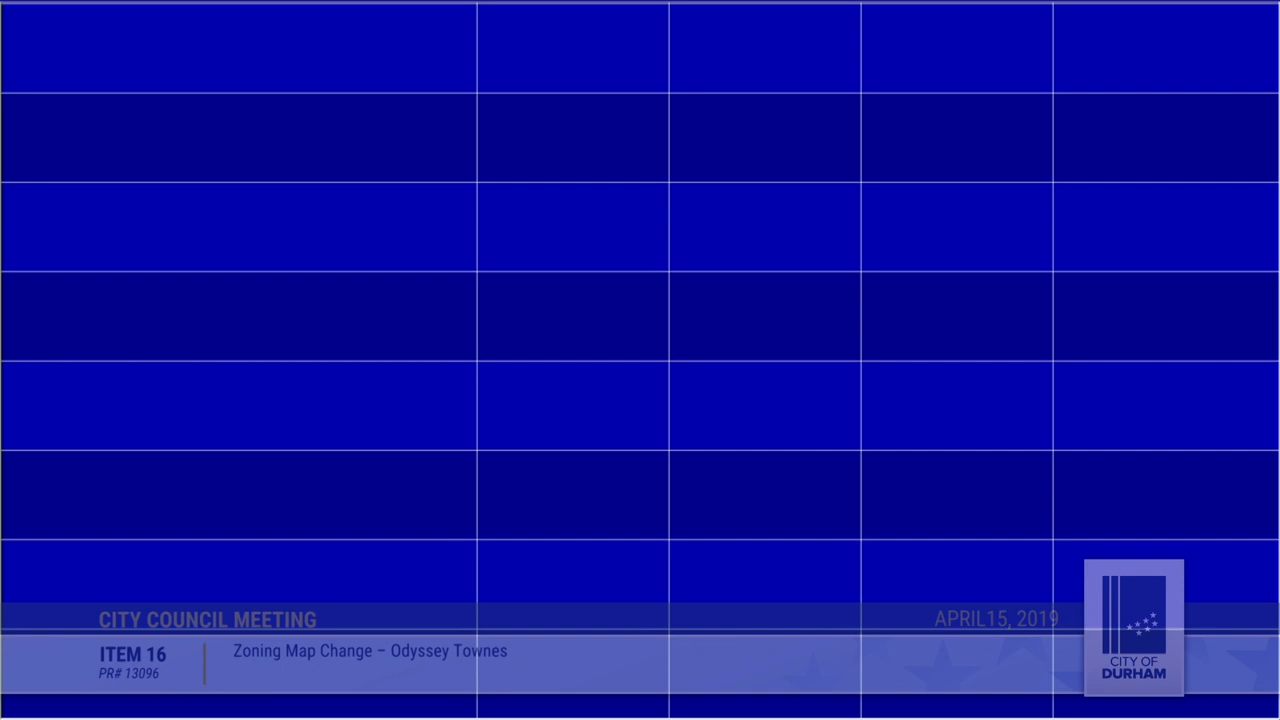 CITY COUNCIL MEETING
APRIL15, 2019
ITEM 16
Zoning Map Change – Odyssey Townes
PR# 13096
CITY OF
DURHAM